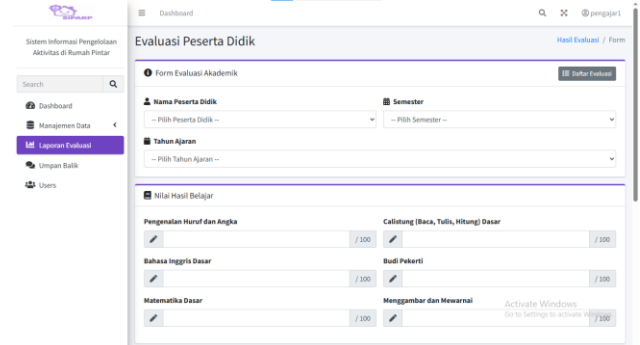 SIPARP
Sistem Informasi Pengelolaan
Aktivitas di Rumah Pintar
Search
Dashboard
Manajemen Data
Laporan Evaluasi
Umpan Balik
Users
Dashboard
@pengajar1
Evaluasi Peserta Didik
Hasil Evaluasi / Form
Form Evaluasi Akademik
Daftar Evaluasi
Nama Peserta Didik
Semester
-- Pilih Peserta Didik --
-- Pilih Semester --
Tahun Ajaran
-- Pilih Tahun Ajaran --
Nilai Hasil Belajar
Pengenalan Huruf dan Angka
Calistung (Baca, Tulis, Hitung) Dasar
/ 100
/ 100
Bahasa Inggris Dasar
Budi Pekerti
/ 100
/ 100
Matematika Dasar
Menggambar dan Mewarnai
/ 100
/ 100
Activate Windows
Go to Settings to activate Windows.